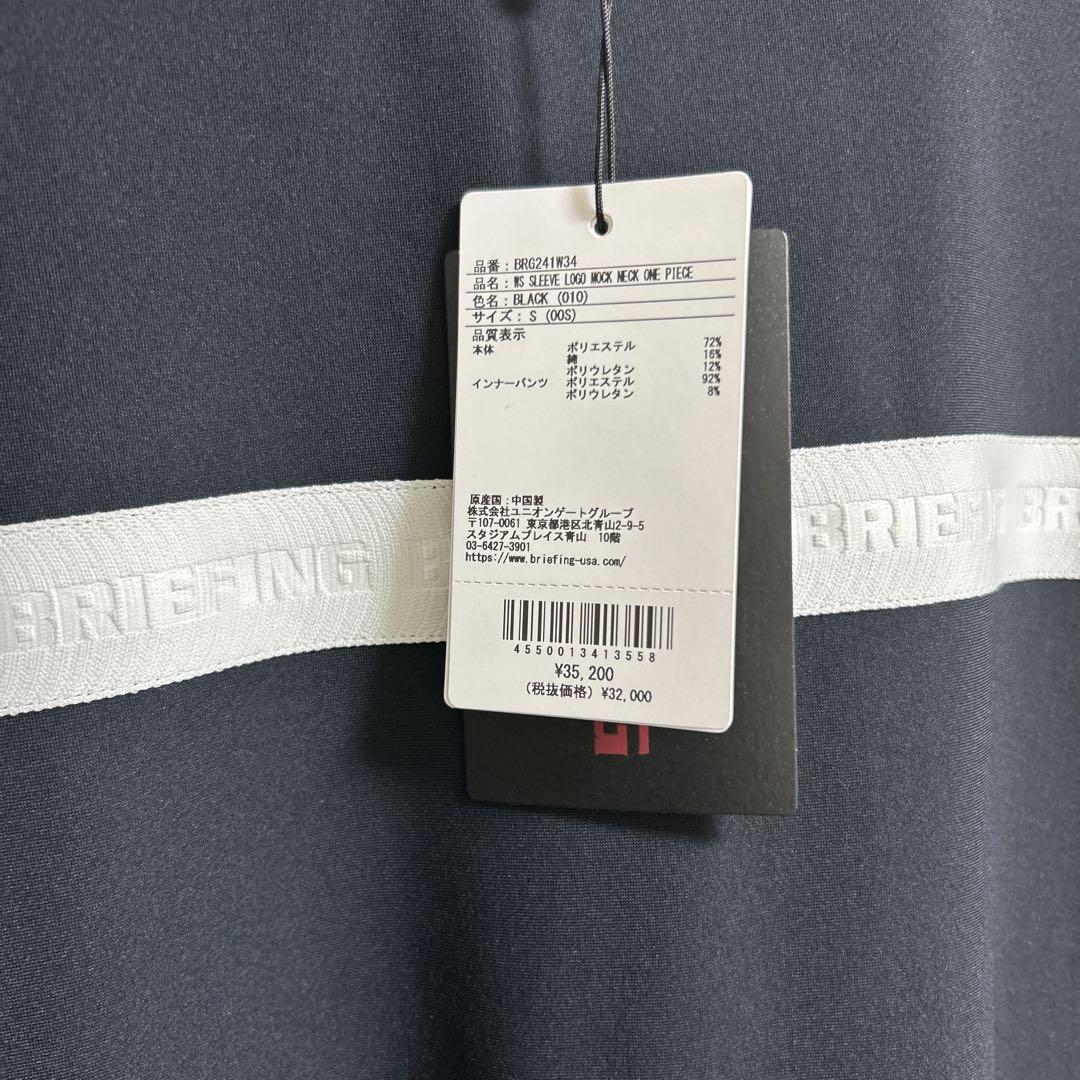 品番：BRG241W34
品名：WS SLEEVE LOGO MOCK NECK ONE PIECE
色名：BLACK (010)
サイズ：S (00S)
品質表示
本体 ポリエステル 72%
綿 16%
ポリウレタン 12%
インナーパンツ ポリエステル 92%
ポリウレタン 8%
原産国：中国製
株式会社ユニオンゲートグループ
〒107-0061 東京都港区北青山2-9-5
スタジアムプレイス青山 10階
03-6427-3901
https://www.briefing-usa.com/
4550013413558
¥35,200
(税抜価格) ¥32,000
BRIEFING B BRIEFI BR